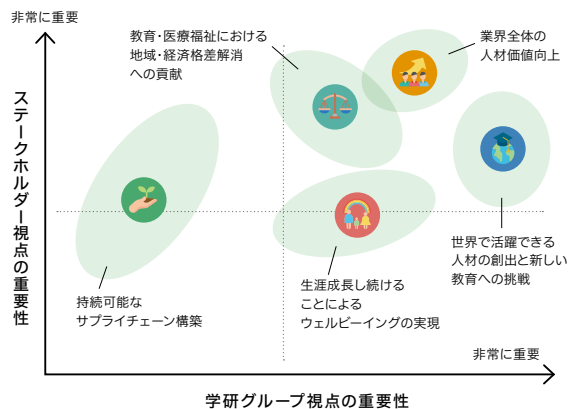 非常に重要
教育・医療福祉における
地域・経済格差解消
への貢献
業界全体の
人材価値向上
ステークホルダー視点の重要性
世界で活躍できる
人材の創出と新しい
教育への挑戦
持続可能な
サプライチェーン構築
生涯成長し続ける
ことによる
ウェルビーイングの実現
非常に重要
学研グループ視点の重要性